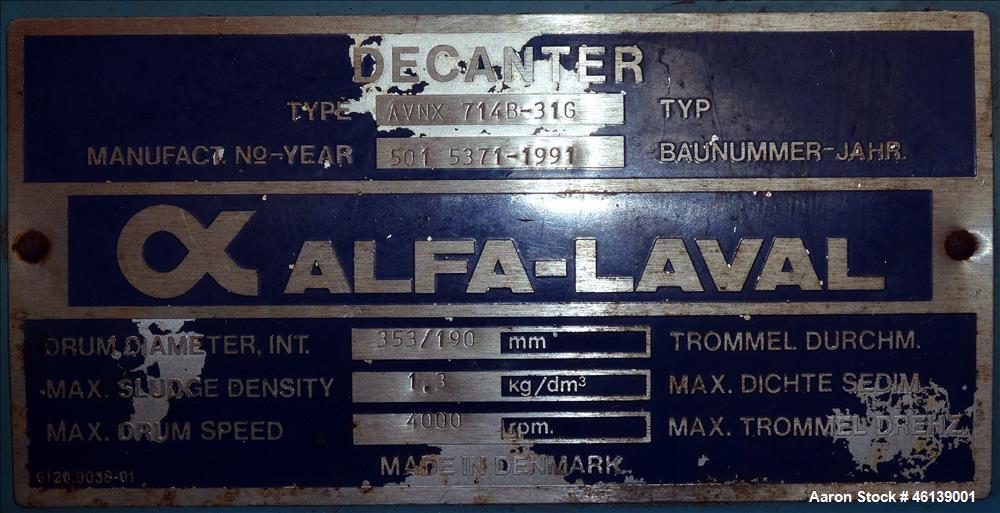 DECANTER
TYPE AVNX 714B-31G TYP
MANUFACT. No-YEAR 501 5371-1991 BAUNUMMER-JAHR.
α ALFA-LAVAL
DRUM DIAMETER, INT. 353/190 mm TROMMEL DURCHM.
MAX. SLUDGE DENSITY 1.3 kg/dm³ MAX. DICHTE SEDIM.
MAX. DRUM SPEED 4000 rpm. MAX. TROMMEL DREHZ.
MADE IN DENMARK.
6120.9038-01
Aaron Stock # 46139001